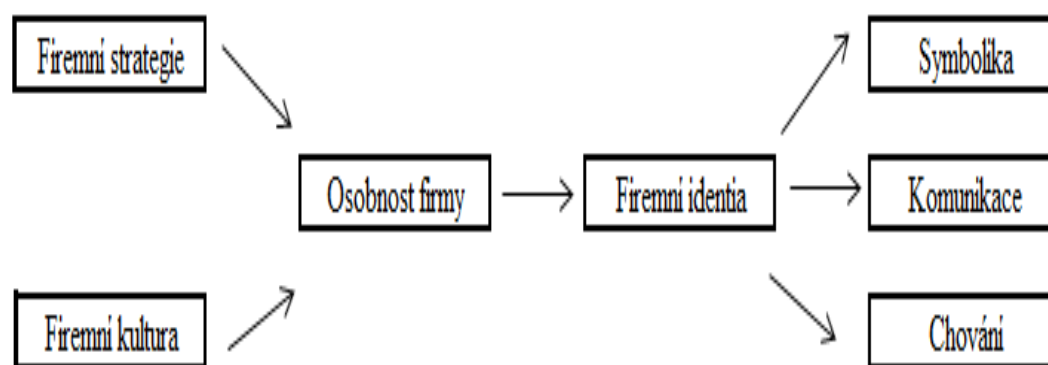 Firemní strategie
Symbolika
Osobnost firmy
Firemní identia
Komunikace
Firemní kultura
Chování